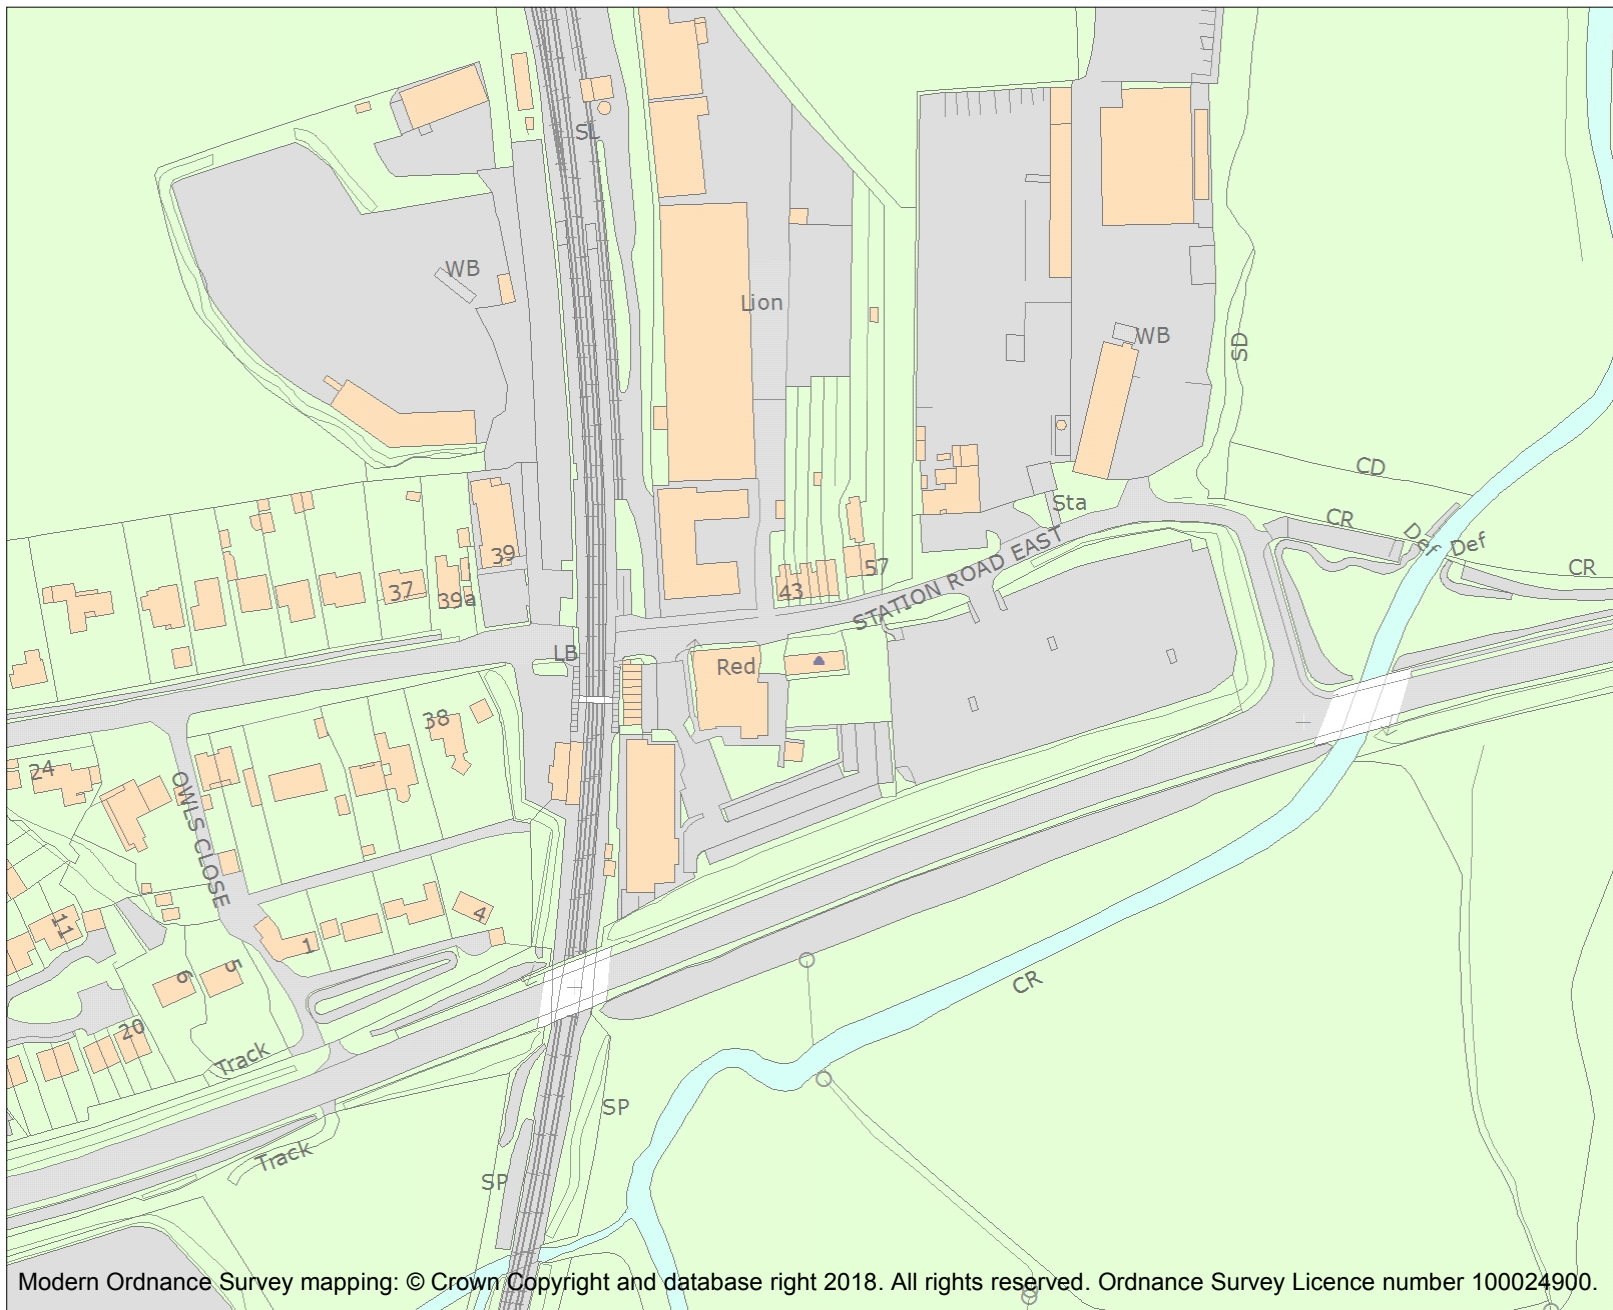 SL
WB
Lion
WB
SD
CD
Sta
CR
Def
Def
CR
39
37
39a
43
57
STATION ROAD EAST
LB
Red
38
24
OWLS CLOSE
11
4
1
6
5
20
CR
Track
SP
Track
SP
Modern Ordnance Survey mapping: © Crown Copyright and database right 2018. All rights reserved. Ordnance Survey Licence number 100024900.